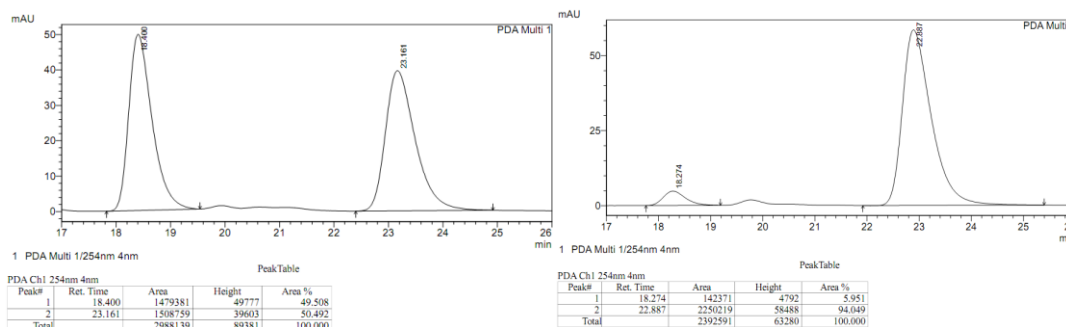 mAU
PDA Multi 1
50
40
30
20
10
0
18.400
23.161
17 18 19 20 21 22 23 24 25 26
min
1 PDA Multi 1/254nm 4nm
PeakTable
PDA Ch1 254nm 4nm
Peak# Ret. Time Area Height Area %
1 18.400 1479381 49777 49.508
2 23.161 1508759 39603 50.492
Total 2988139 89381 100.000
mAU
PDA Multi 1
50
25
0
18.274
22.887
17 18 19 20 21 22 23 24 25
1 PDA Multi 1/254nm 4nm
PeakTable
PDA Ch1 254nm 4nm
Peak# Ret. Time Area Height Area %
1 18.274 142371 4792 5.951
2 22.887 2250219 58488 94.049
Total 2392591 63280 100.000